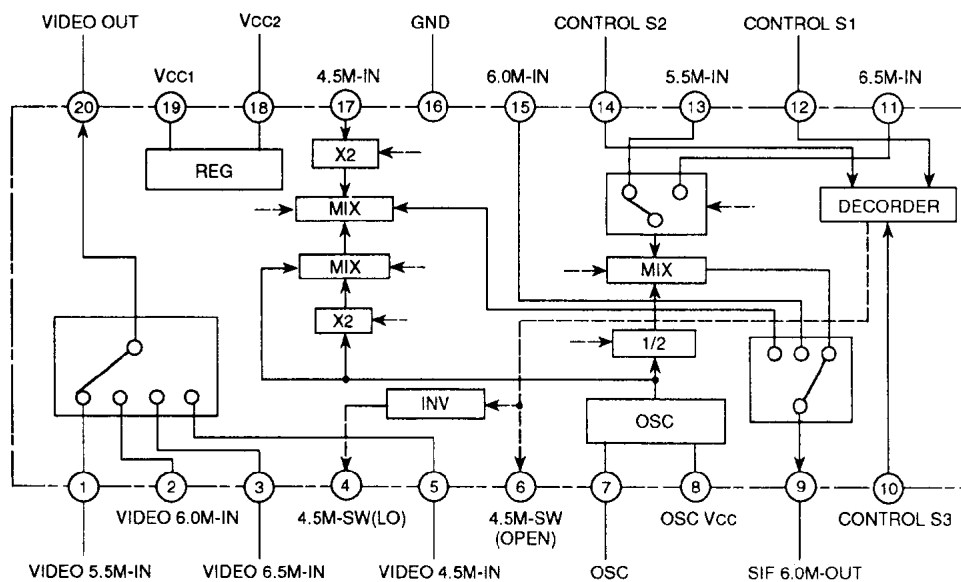 VIDEO OUT
VCC2
GND
CONTROL S2
CONTROL S1
VCC1
4.5M-IN
6.0M-IN
5.5M-IN
6.5M-IN
20
19
18
17
16
15
14
13
12
11
X2
REG
MIX
DECORDER
MIX
MIX
X2
1/2
INV
OSC
1
2
3
4
5
6
7
8
9
10
VIDEO 6.0M-IN
4.5M-SW(LO)
4.5M-SW
(OPEN)
OSC VCC
CONTROL S3
VIDEO 5.5M-IN
VIDEO 6.5M-IN
VIDEO 4.5M-IN
OSC
SIF 6.0M-OUT